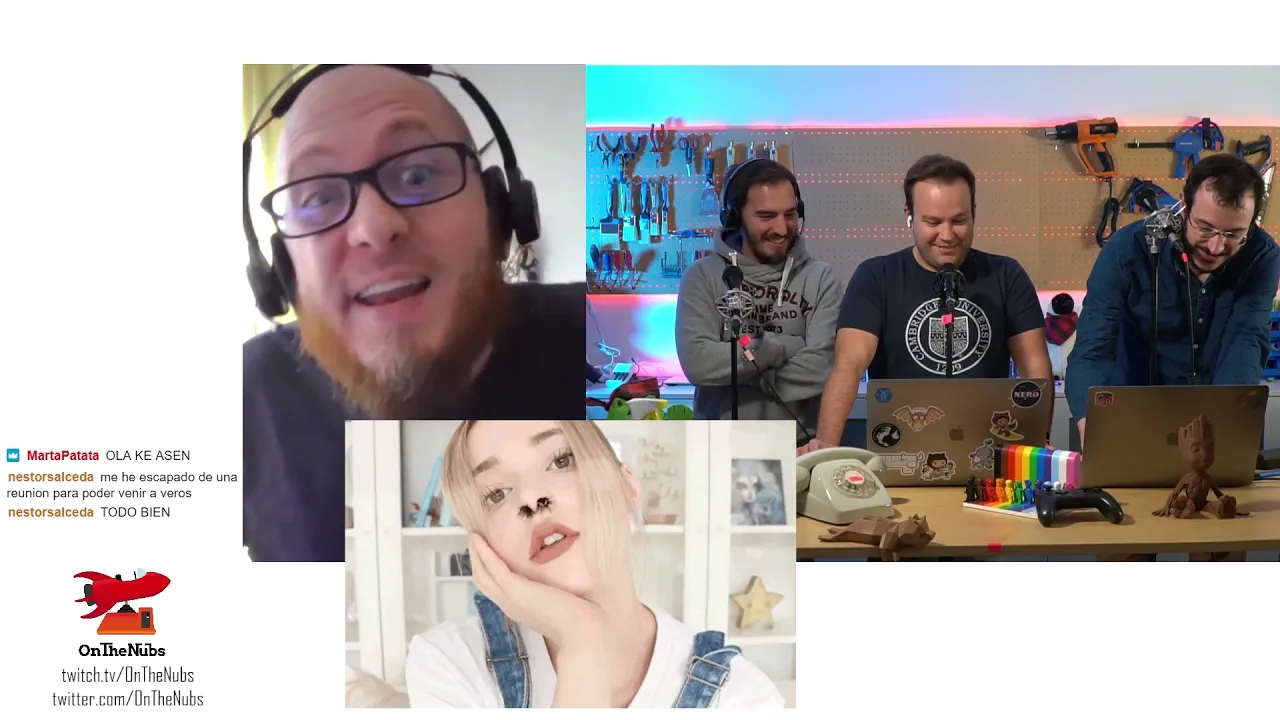 MartaPatata OLA KE ASEN
nestorsalceda me he escapado de una
reunion para poder venir a veros
nestorsalceda TODO BIEN
OnTheNubs
twitch.tv/OnTheNubs
twitter.com/OnTheNubs
CAMBRIDGE UNIVERSITY
1209
NERD